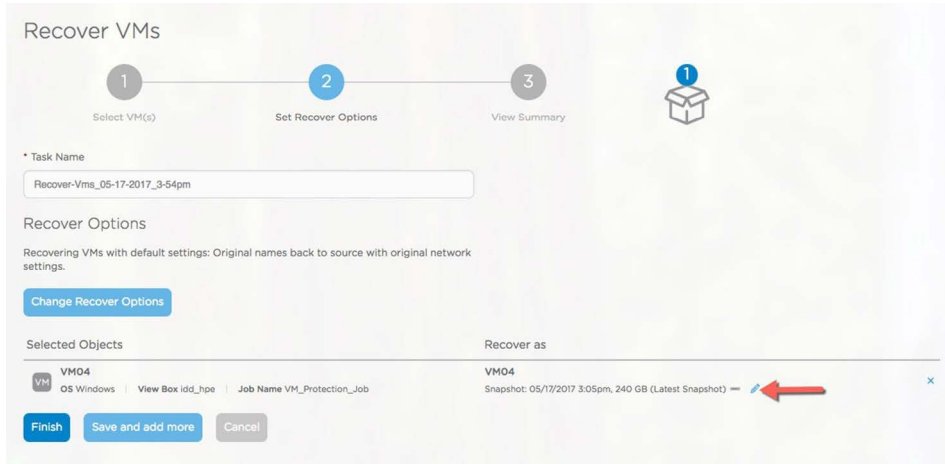 Recover VMs
1
2
3
1
Select VM(s)
Set Recover Options
View Summary
* Task Name
Recover-Vms_05-17-2017_3-54pm
Recover Options
Recovering VMs with default settings: Original names back to source with original network
settings.
Change Recover Options
Selected Objects
Recover as
VM
VM04
OS Windows | View Box idd_hpe | Job Name VM_Protection_Job
VM04
Snapshot: 05/17/2017 3:05pm, 240 GB (Latest Snapshot)
Finish
Save and add more
Cancel